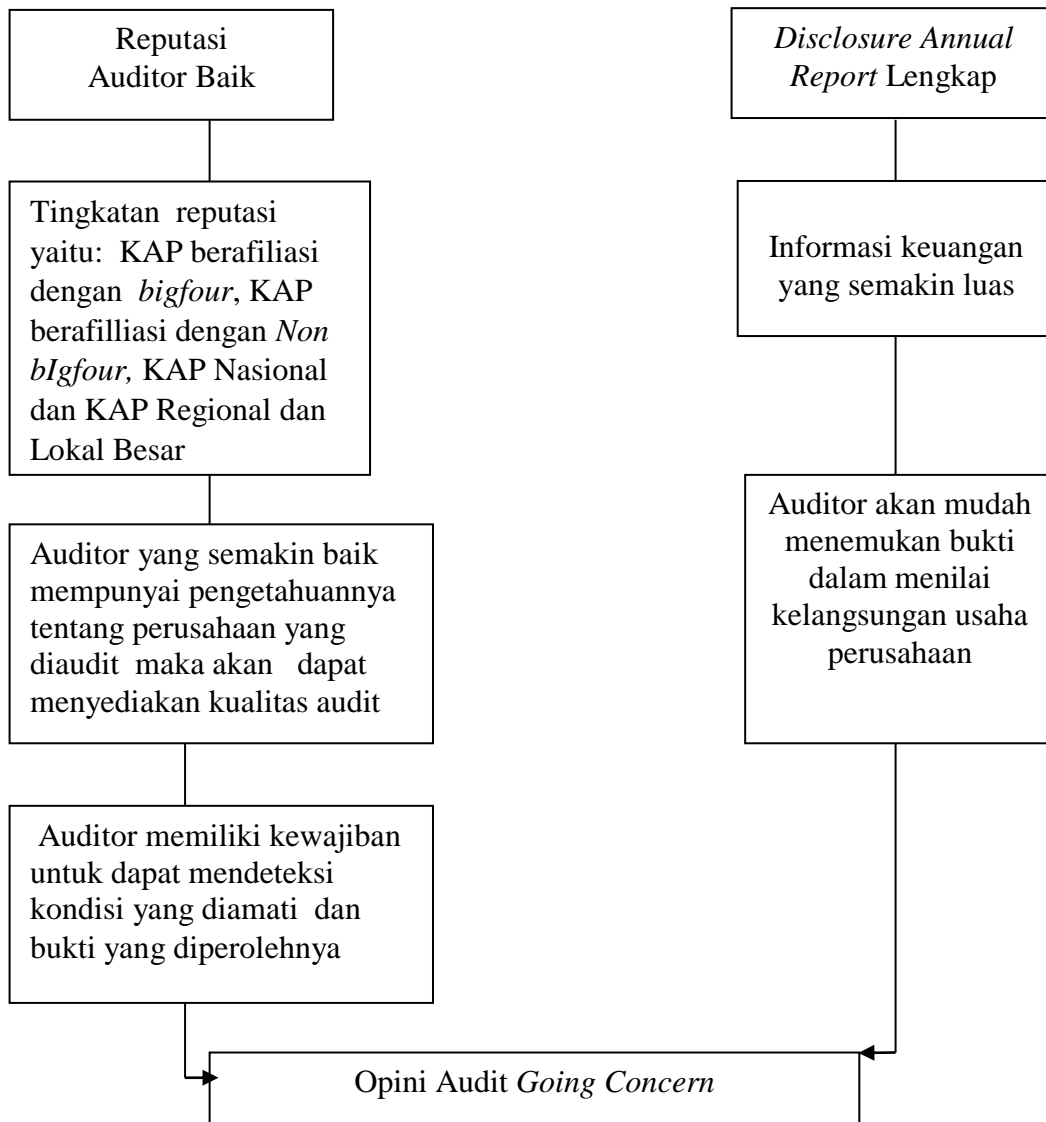 Reputasi
Auditor Baik
Tingkatan reputasi
yaitu: KAP berafiliasi
dengan bigfour, KAP
berafilliasi dengan Non
bIgfour, KAP Nasional
dan KAP Regional dan
Lokal Besar
Auditor yang semakin baik
mempunyai pengetahuannya
tentang perusahaan yang
diaudit maka akan dapat
menyediakan kualitas audit
Auditor memiliki kewajiban
untuk dapat mendeteksi
kondisi yang diamati dan
bukti yang diperolehnya
Disclosure Annual
Report Lengkap
Informasi keuangan
yang semakin luas
Auditor akan mudah
menemukan bukti
dalam menilai
kelangsungan usaha
perusahaan
Opini Audit Going Concern